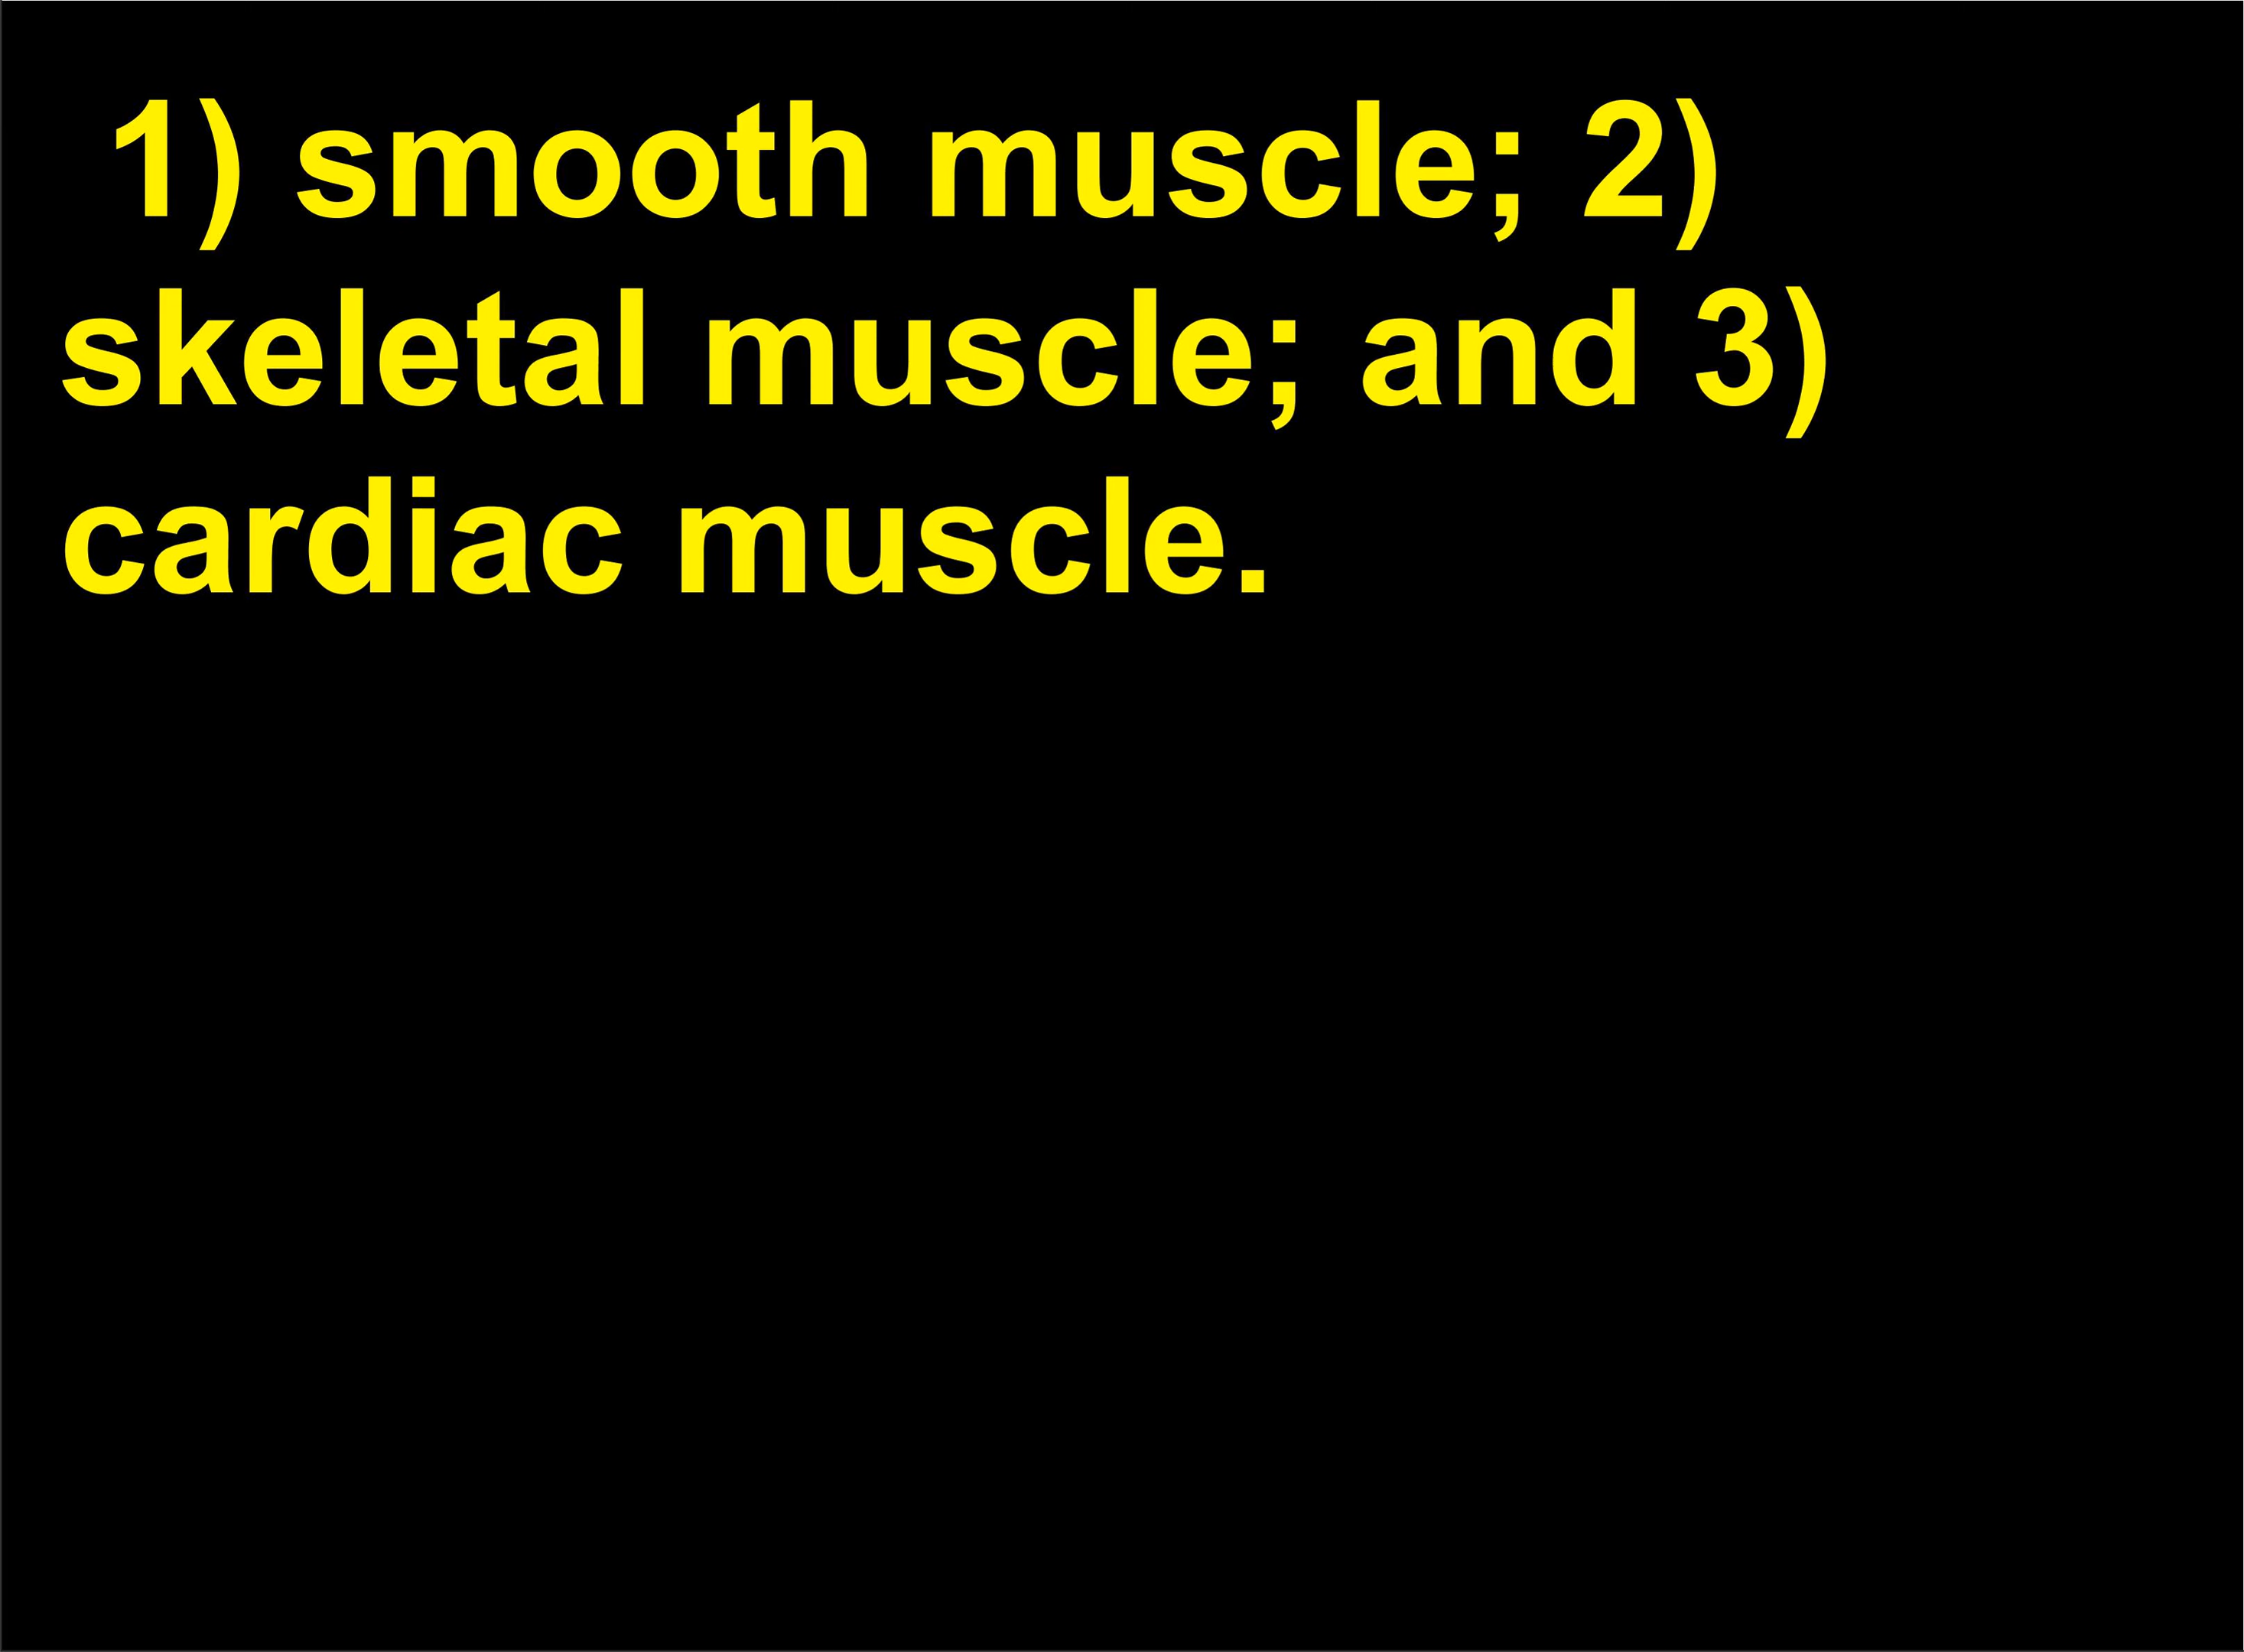 1) smooth muscle; 2)
skeletal muscle; and 3)
cardiac muscle.